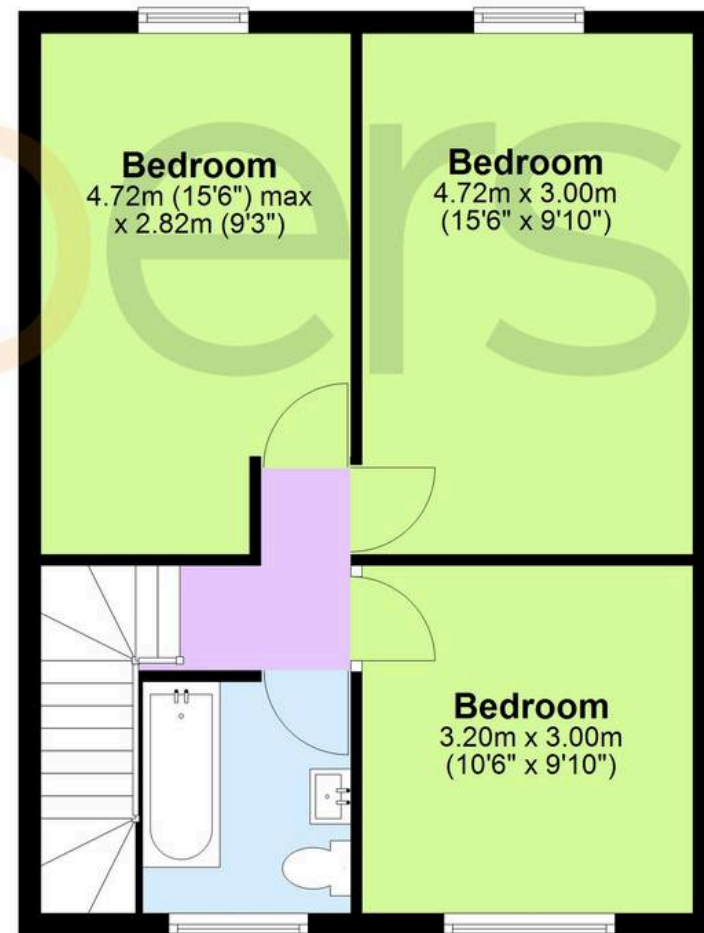 Bedroom
4.72m (15'6") max
x 2.82m (9'3")
Bedroom
4.72m x 3.00m
(15'6" x 9'10")
Bedroom
3.20m x 3.00m
(10'6" x 9'10")
pers